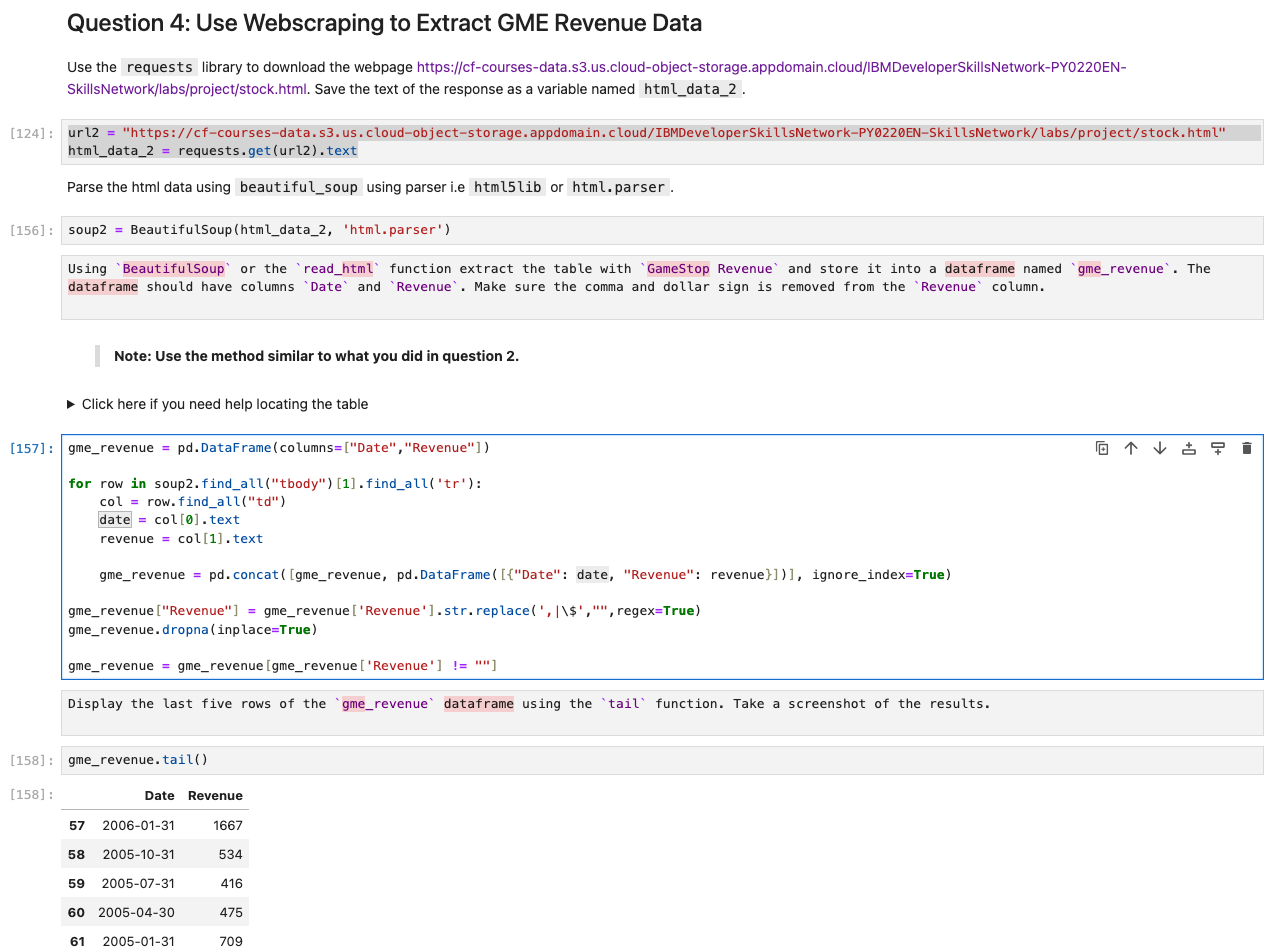 Question 4: Use Webscraping to Extract GME Revenue Data
Use the requests library to download the webpage https://cf-courses-data.s3.us.cloud-object-storage.appdomain.cloud/IBMDeveloperSkillsNetwork-PY0220EN-
SkillsNetwork/labs/project/stock.html. Save the text of the response as a variable named html_data_2.
[124]: url2 = "https://cf-courses-data.s3.us.cloud-object-storage.appdomain.cloud/IBMDeveloperSkillsNetwork-PY0220EN-SkillsNetwork/labs/project/stock.html"
html_data_2 = requests.get(url2).text
Parse the html data using beautiful_soup using parser i.e html5lib or html.parser.
[156]: soup2 = BeautifulSoup(html_data_2, 'html.parser')
Using `BeautifulSoup` or the `read_html` function extract the table with `GameStop Revenue` and store it into a dataframe named `gme_revenue`. The
dataframe should have columns `Date` and `Revenue`. Make sure the comma and dollar sign is removed from the `Revenue` column.
Note: Use the method similar to what you did in question 2.
▶ Click here if you need help locating the table
[157]: gme_revenue = pd.DataFrame(columns=["Date","Revenue"])
for row in soup2.find_all("tbody")[1].find_all('tr'):
    col = row.find_all("td")
    date = col[0].text
    revenue = col[1].text
    gme_revenue = pd.concat([gme_revenue, pd.DataFrame([{"Date": date, "Revenue": revenue}])], ignore_index=True)
gme_revenue["Revenue"] = gme_revenue['Revenue'].str.replace(',|\$',"",regex=True)
gme_revenue.dropna(inplace=True)
gme_revenue = gme_revenue[gme_revenue['Revenue'] != ""]
Display the last five rows of the `gme_revenue` dataframe using the `tail` function. Take a screenshot of the results.
[158]: gme_revenue.tail()
[158]: Date Revenue
57 2006-01-31 1667
58 2005-10-31 534
59 2005-07-31 416
60 2005-04-30 475
61 2005-01-31 709